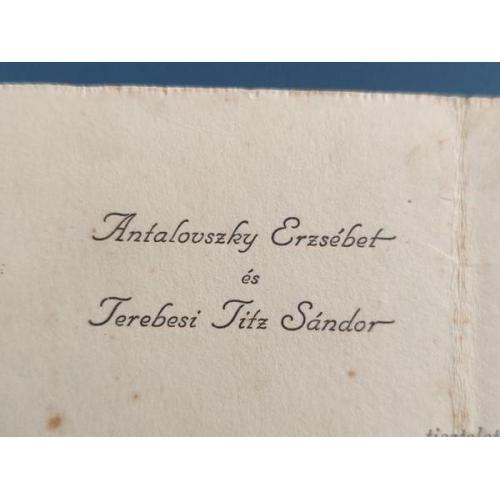 Antalovszky Erzsébet
és
Terebesi Titz Sándor